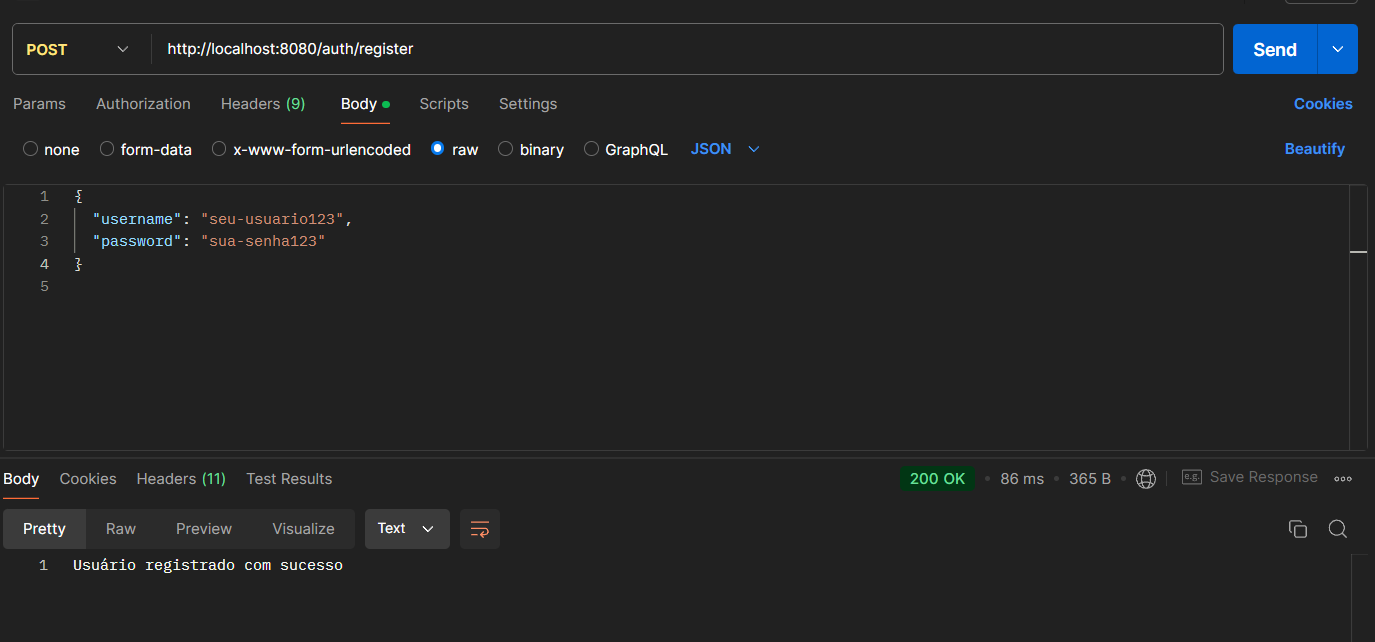 POST http://localhost:8080/auth/register Send
Params Authorization Headers (9) Body Scripts Settings Cookies
none form-data x-www-form-urlencoded raw binary GraphQL JSON Beautify
1 {
2 "username": "seu-usuario123",
3 "password": "sua-senha123"
4 }
5
Body Cookies Headers (11) Test Results 200 OK • 86 ms • 365 B • e.g. Save Response
Pretty Raw Preview Visualize Text
1 Usuário registrado com sucesso